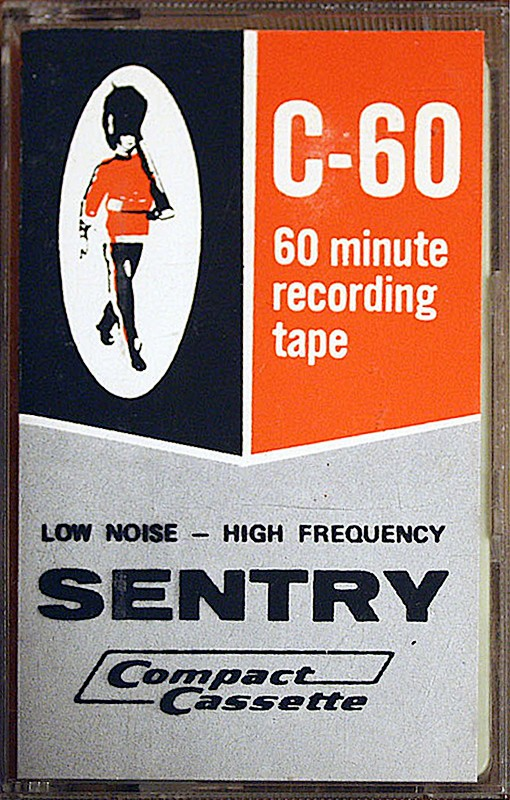 C-60
60 minute
recording
tape
LOW NOISE – HIGH FREQUENCY
SENTRY
Compact
Cassette